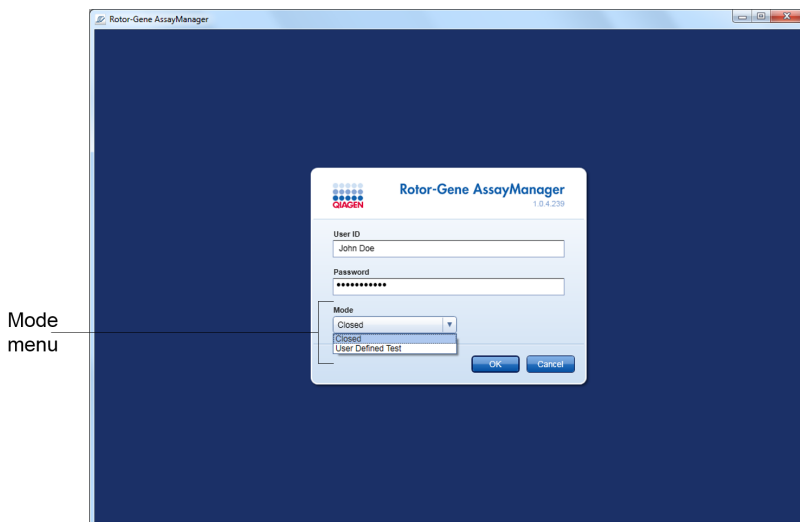 Rotor-Gene AssayManager
QIAGEN
Rotor-Gene AssayManager
1.0.4.239
User ID
John Doe
Password
•••••••••••
Mode
Closed
Closed
User Defined Test
OK Cancel
Mode
menu